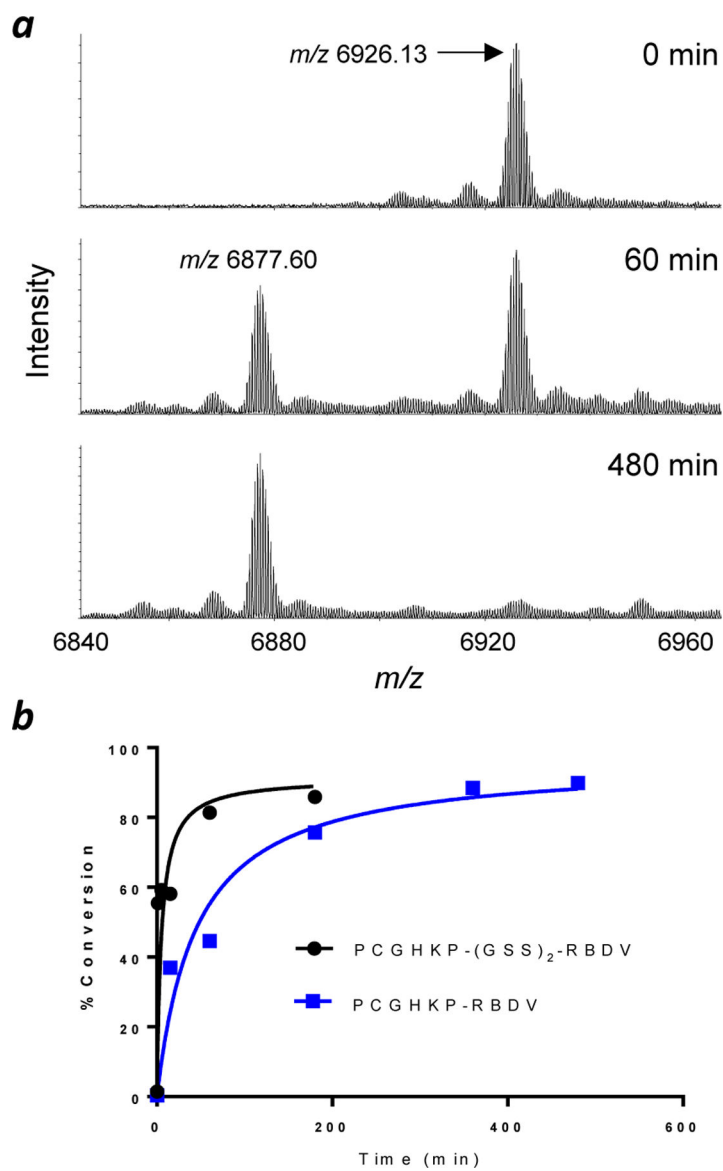 a
m/z 6926.13
0 min
m/z 6877.60
60 min
480 min
Intensity
6840 6880 6920 6960
m/z
b
100
80
60
40
20
0
% Conversion
PCGHKP-(GSS)₂-RBDV
PCGHKP-RBDV
0 200 400 600
Time (min)